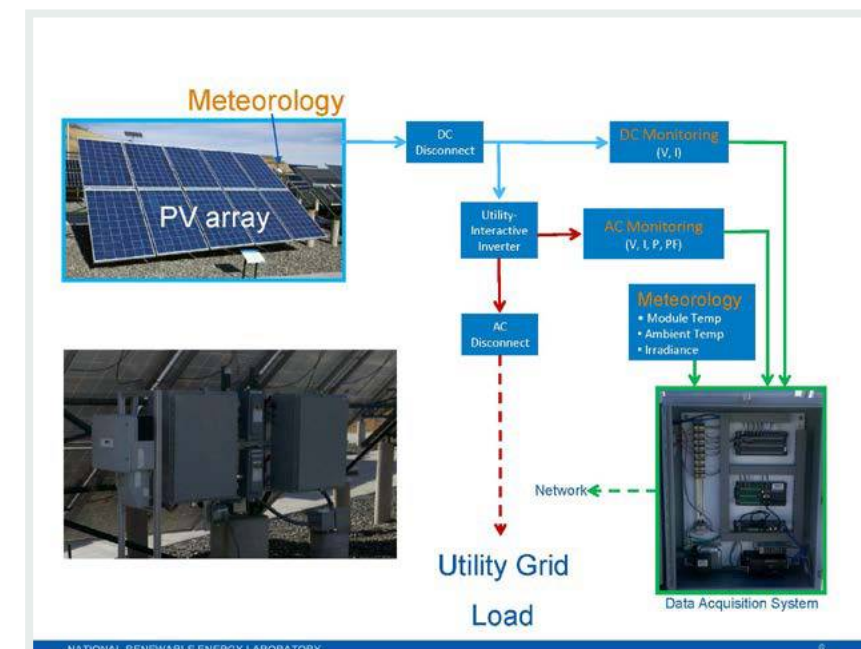 Meteorology
PV array
DC
Disconnect
DC Monitoring
(V, I)
Utility-
Interactive
Inverter
AC Monitoring
(V, I, P, PF)
AC
Disconnect
Meteorology
• Module Temp
• Ambient Temp
• Irradiance
Network
Utility Grid
Load
Data Acquisition System
NATIONAL RENEWABLE ENERGY LABORATORY